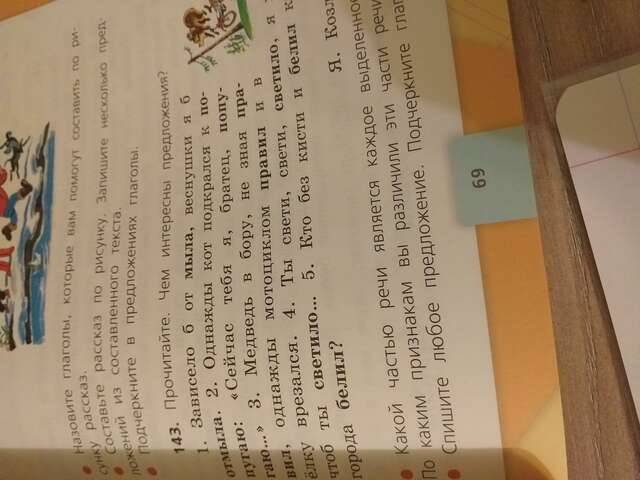 Назовите глаголы, которые вам помогут составить по ри-
сунку рассказ.
Составьте рассказ по рисунку. Запишите несколько пред-
ложений из составленного текста.
Подчеркните в предложениях глаголы.
143. Прочитайте. Чем интересны предложения?
1. Зависело б от мыла, веснушки я б
отмыла. 2. Однажды кот подкрался к по-
пугаю: «Сейчас тебя я, братец, попу-
гаю...» 3. Медведь в бору, не зная пра-
вил, однажды мотоциклом правил и в
ёлку врезался. 4. Ты свети, свети, светило, я
чтоб ты светило... 5. Кто без кисти и белил
города белил?
Я. Козл
Какой частью речи является каждое выделенное
По каким признакам вы различили эти части речи
Спишите любое предложение. Подчеркните глаг
69